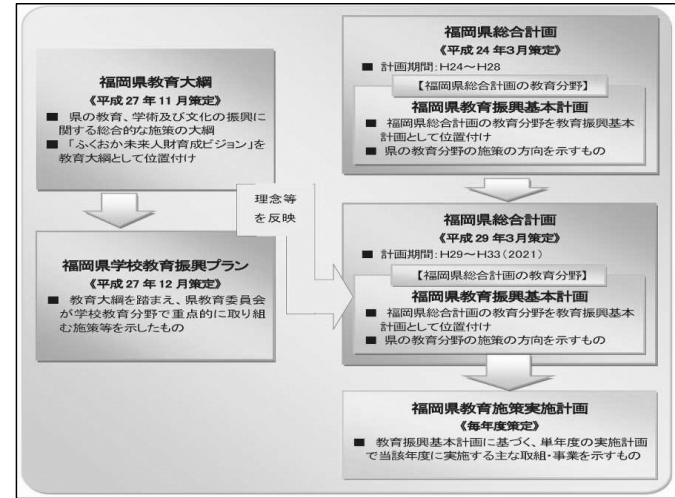 福岡県教育大綱
《平成27年11月策定》
■ 県の教育、学術及び文化の振興に
関する総合的な施策の大綱
■ 「ふくおか未来人財育成ビジョン」を
教育大綱として位置付け
福岡県学校教育振興プラン
《平成27年12月策定》
■ 教育大綱を踏まえ、県教育委員会
が学校教育分野で重点的に取り組
む施策等を示したもの
理念等
を反映
福岡県総合計画
《平成24年3月策定》
■ 計画期間:H24～H28
【福岡県総合計画の教育分野】
福岡県教育振興基本計画
■ 福岡県総合計画の教育分野を教育振興基本
計画として位置付け
■ 県の教育分野の施策の方向を示すもの
福岡県総合計画
《平成29年3月策定》
■ 計画期間:H29～H33(2021)
【福岡県総合計画の教育分野】
福岡県教育振興基本計画
■ 福岡県総合計画の教育分野を教育振興基本
計画として位置付け
■ 県の教育分野の施策の方向を示すもの
福岡県教育施策実施計画
《毎年度策定》
■ 教育振興基本計画に基づく、単年度の実施計画
で当該年度に実施する主な取組・事業を示すもの